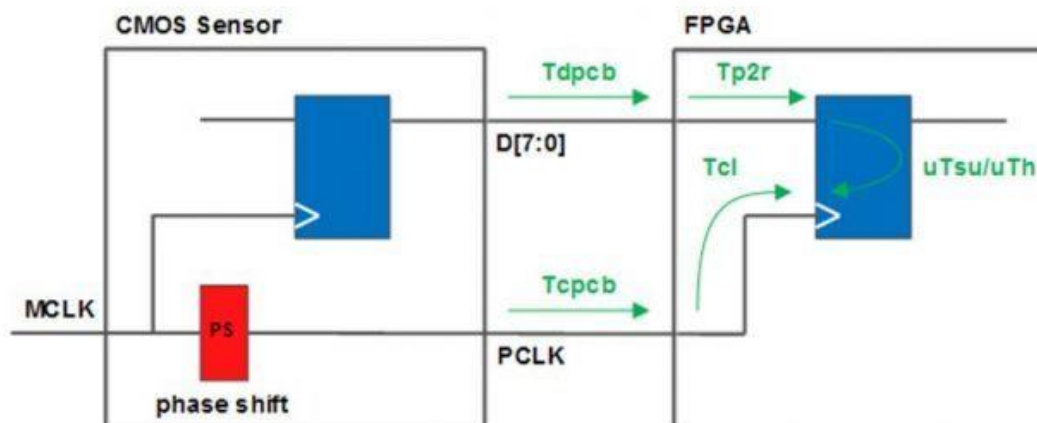 CMOS Sensor
FPGA
Tdpcb
Tp2r
D[7:0]
Tcl
uTsu/uTh
MCLK
PS
Tcpcb
PCLK
phase shift